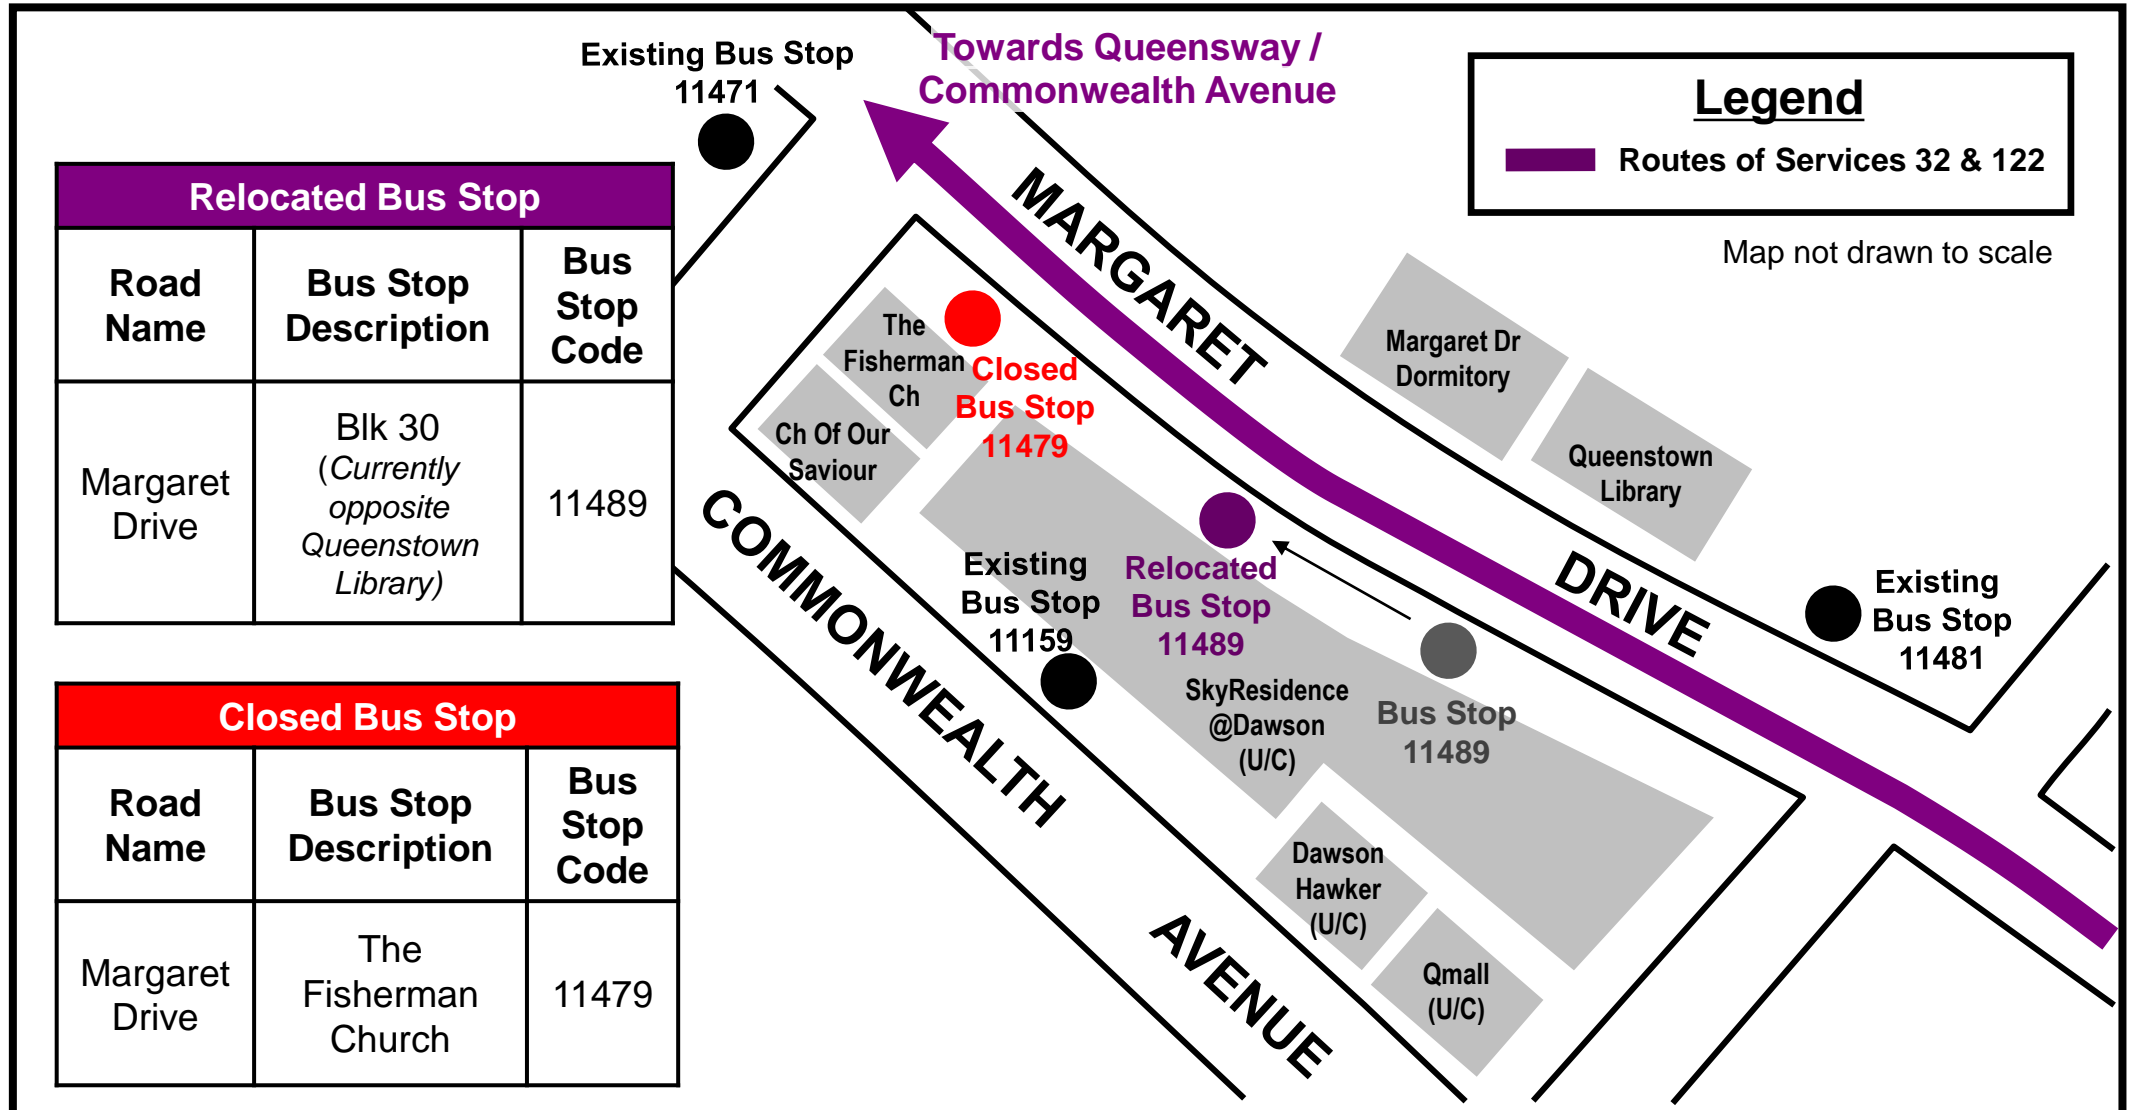 Existing Bus Stop
11471
Towards Queensway /
Commonwealth Avenue
Legend
Routes of Services 32 & 122
Map not drawn to scale
Relocated Bus Stop
Road
Name
Bus Stop
Description
Bus
Stop
Code
Margaret
Drive
Blk 30
(Currently
opposite
Queenstown
Library)
11489
Closed Bus Stop
Road
Name
Bus Stop
Description
Bus
Stop
Code
Margaret
Drive
The
Fisherman
Church
11479
MARGARET
DRIVE
The
Fisherman
Ch
Closed
Bus Stop
11479
Ch Of Our
Saviour
Margaret Dr
Dormitory
Queenstown
Library
Existing
Bus Stop
11481
Existing
Bus Stop
11159
Relocated
Bus Stop
11489
SkyResidence
@Dawson
(U/C)
Bus Stop
11489
Dawson
Hawker
(U/C)
Qmall
(U/C)
COMMONWEALTH
AVENUE